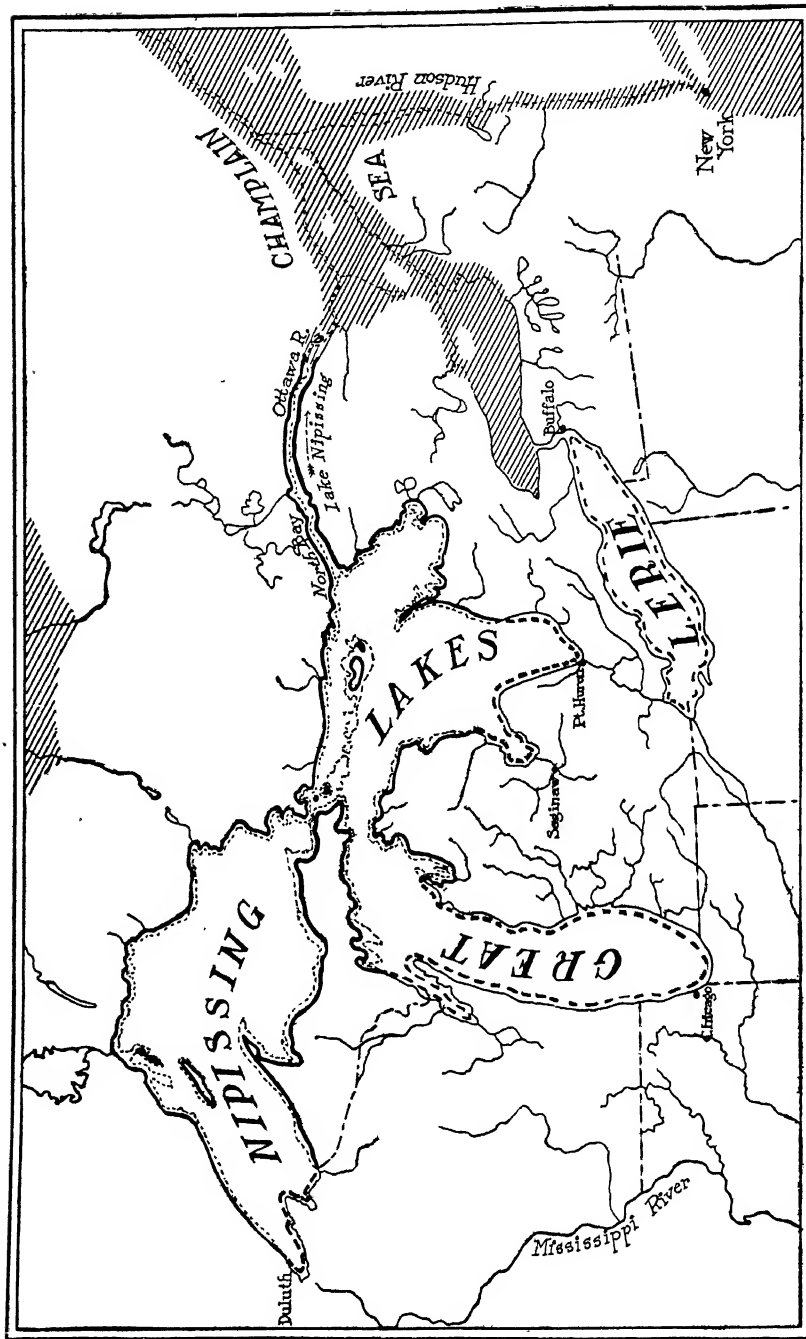 CHAMPLAIN
SEA
Hudson River
New
York
Ottawa R.
Lake Nipissing
North Bay
NIPISSING
GREAT
LAKES
L ERIE
Buffalo
Pt. Huron
Saginaw
Chicago
Duluth
Mississippi River